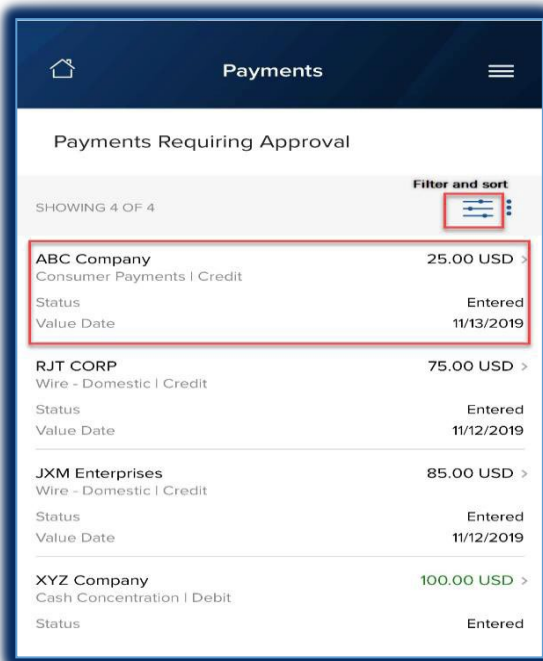 Payments
Payments Requiring Approval
Filter and sort
SHOWING 4 OF 4
ABC Company 25.00 USD >
Consumer Payments | Credit
Status Entered
Value Date 11/13/2019
RJT CORP 75.00 USD >
Wire - Domestic | Credit
Status Entered
Value Date 11/12/2019
JXM Enterprises 85.00 USD >
Wire - Domestic | Credit
Status Entered
Value Date 11/12/2019
XYZ Company 100.00 USD >
Cash Concentration | Debit
Status Entered